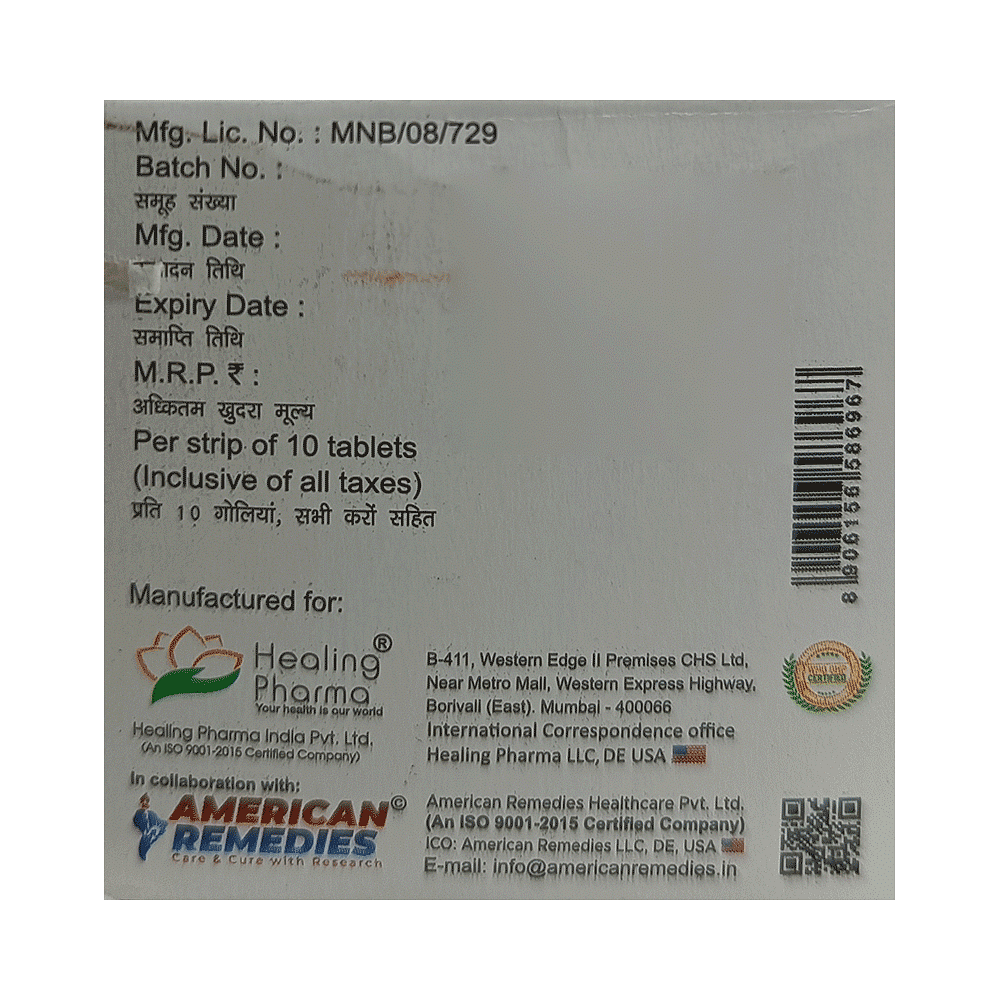 Mfg. Lic. No. : MNB/08/729
Batch No. :
समूह संख्या
Mfg. Date :
तिथि
Expiry Date :
समाप्ति तिथि
M.R.P. ₹ :
अधिकतम खुदरा मूल्य
Per strip of 10 tablets
(Inclusive of all taxes)
प्रति 10 गोलियां, सभी करों सहित
8 906156 586967
Manufactured for:
Healing®
Pharma
Your health is our world
Healing Pharma India Pvt. Ltd.
(An ISO 9001-2015 Certified Company)
B-411, Western Edge II Premises CHS Ltd,
Near Metro Mall, Western Express Highway,
Borivali (East). Mumbai - 400066
International Correspondence office
Healing Pharma LLC, DE USA
WHO GMP
CERTIFIED
In collaboration with:
AMERICAN©
REMEDIES
Care & Cure with Research
American Remedies Healthcare Pvt. Ltd.
(An ISO 9001-2015 Certified Company)
ICO: American Remedies LLC, DE, USA
E-mail: info@americanremedies.in